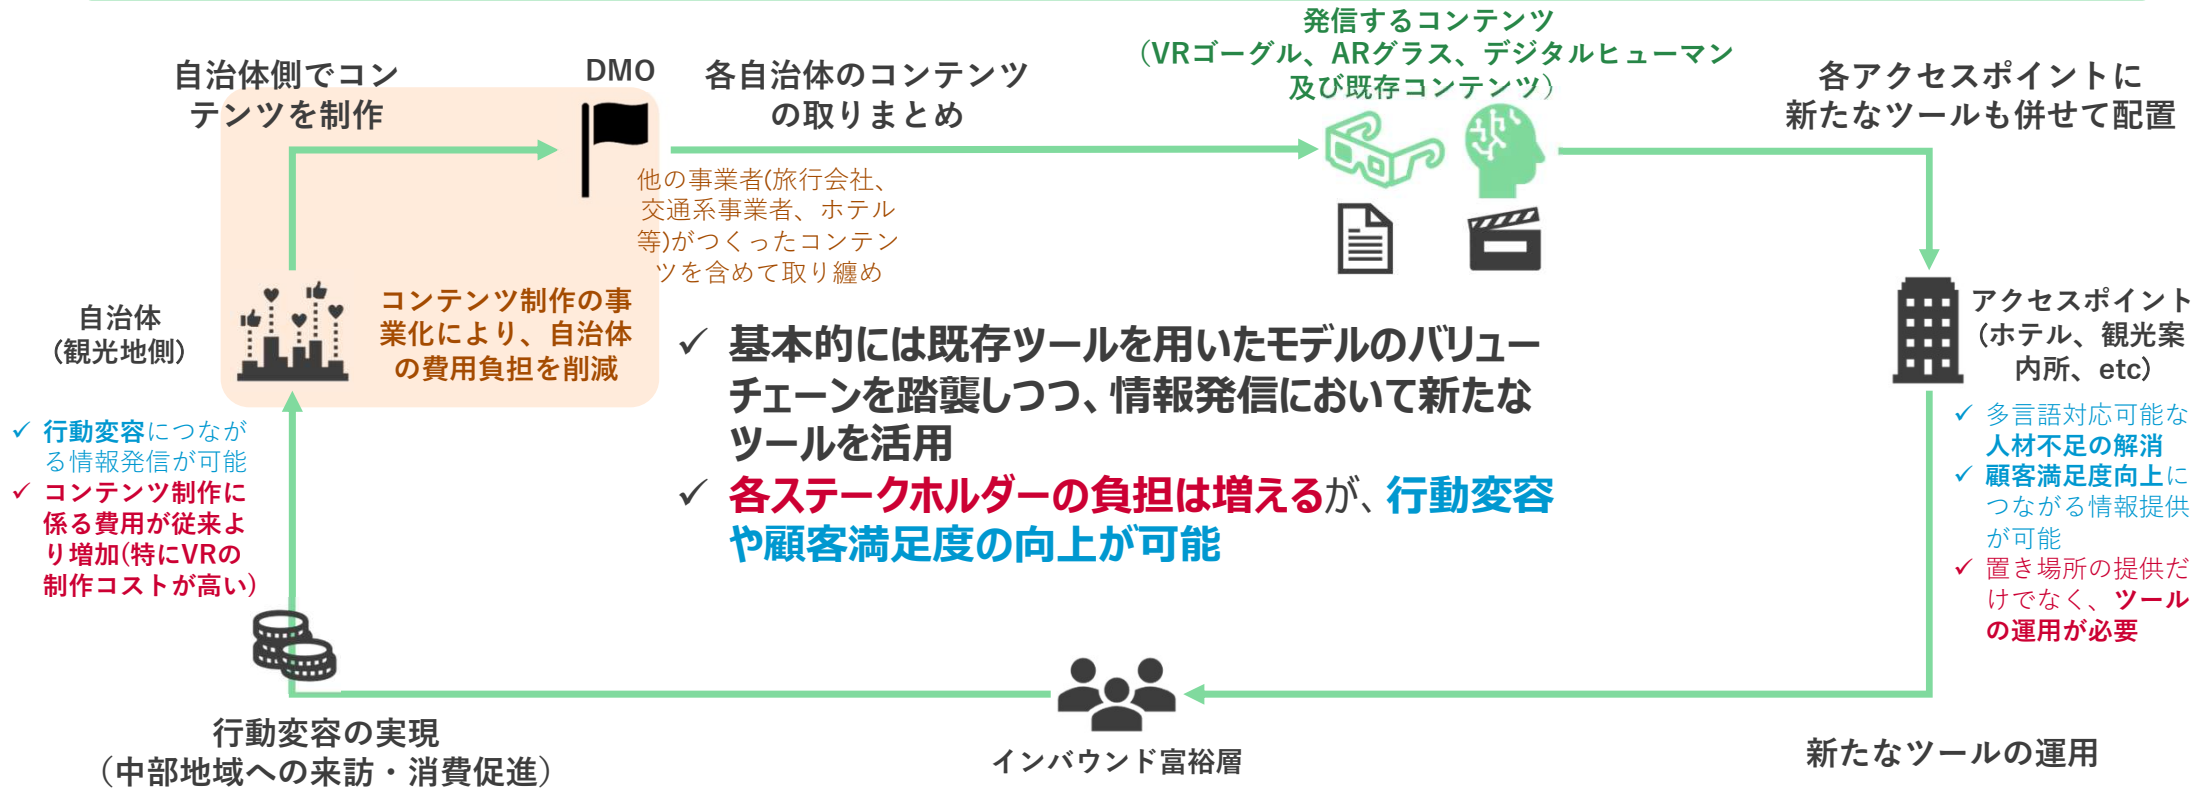 自治体側でコン
テンツを制作
DMO
各自治体のコンテンツ
の取りまとめ
発信するコンテンツ
（VRゴーグル、ARグラス、デジタルヒューマン
及び既存コンテンツ）
各アクセスポイントに
新たなツールも併せて配置
他の事業者(旅行会社、
交通系事業者、ホテル
等)がつくったコンテン
ツを含めて取り纏め
自治体
(観光地側)
コンテンツ制作の事
業化により、自治体
の費用負担を削減
✓ 行動変容につなが
る情報発信が可能
✓ コンテンツ制作に
係る費用が従来よ
り増加(特にVRの
制作コストが高い)
✓ 基本的には既存ツールを用いたモデルのバリュー
チェーンを踏襲しつつ、情報発信において新たな
ツールを活用
✓ 各ステークホルダーの負担は増えるが、行動変容
や顧客満足度の向上が可能
アクセスポイント
(ホテル、観光案
内所、etc)
✓ 多言語対応可能な
人材不足の解消
✓ 顧客満足度向上に
つながる情報提供
が可能
✓ 置き場所の提供だ
けでなく、ツール
の運用が必要
行動変容の実現
（中部地域への来訪・消費促進）
インバウンド富裕層
新たなツールの運用